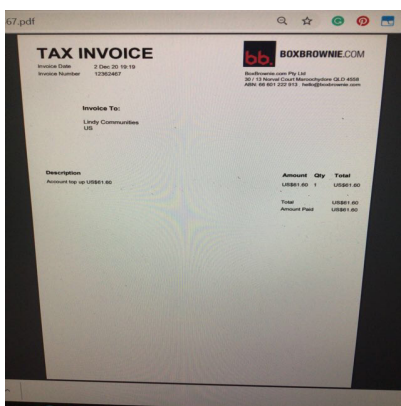 67.pdf
TAX INVOICE
Invoice Date 2 Dec 20 19:19
Invoice Number 12362467
bb. BOXBROWNIE.COM
BoxBrownie.com Pty Ltd
30 / 13 Norval Court Maroochydore QLD 4558
ABN: 66 601 222 913 hello@boxbrownie.com
Invoice To:
Lindy Communities
US
Description Amount Qty Total
Account top up US$61.60 US$61.60 1 US$61.60
Total US$61.60
Amount Paid US$61.60